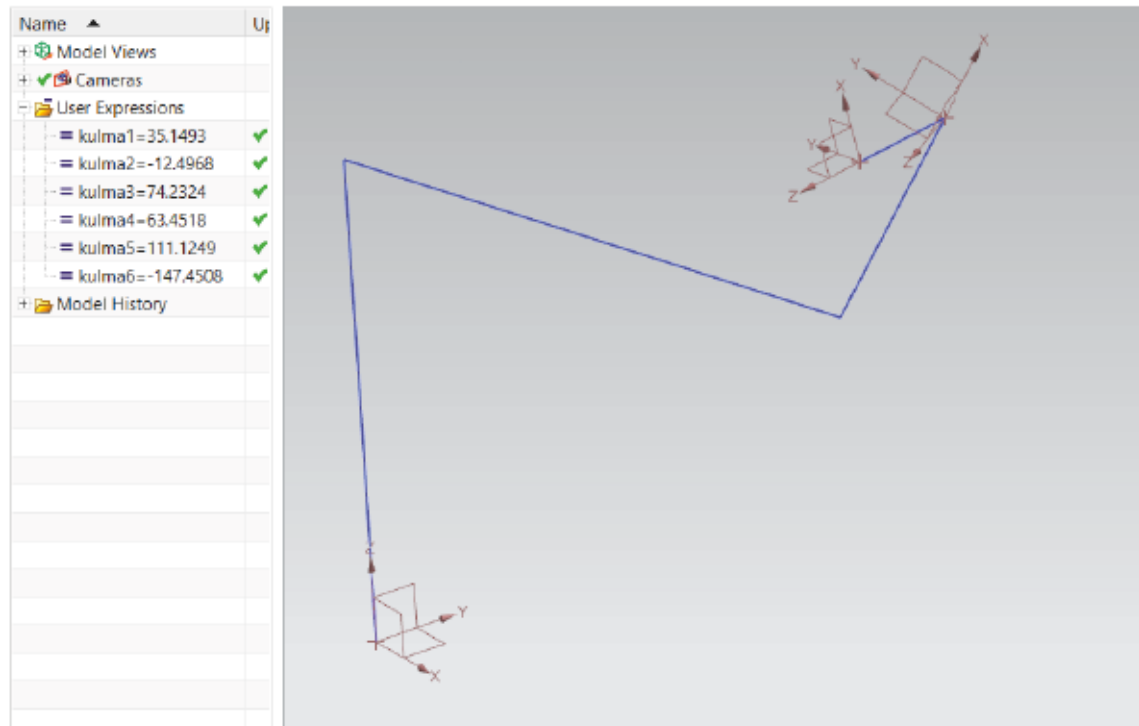 Name
Model Views
Cameras
User Expressions
kulma1=35.1493
kulma2=-12.4968
kulma3=74.2324
kulma4=63.4518
kulma5=111.1249
kulma6=-147.4508
Model History
X
Y
X
Y
Z
Z
Y
X